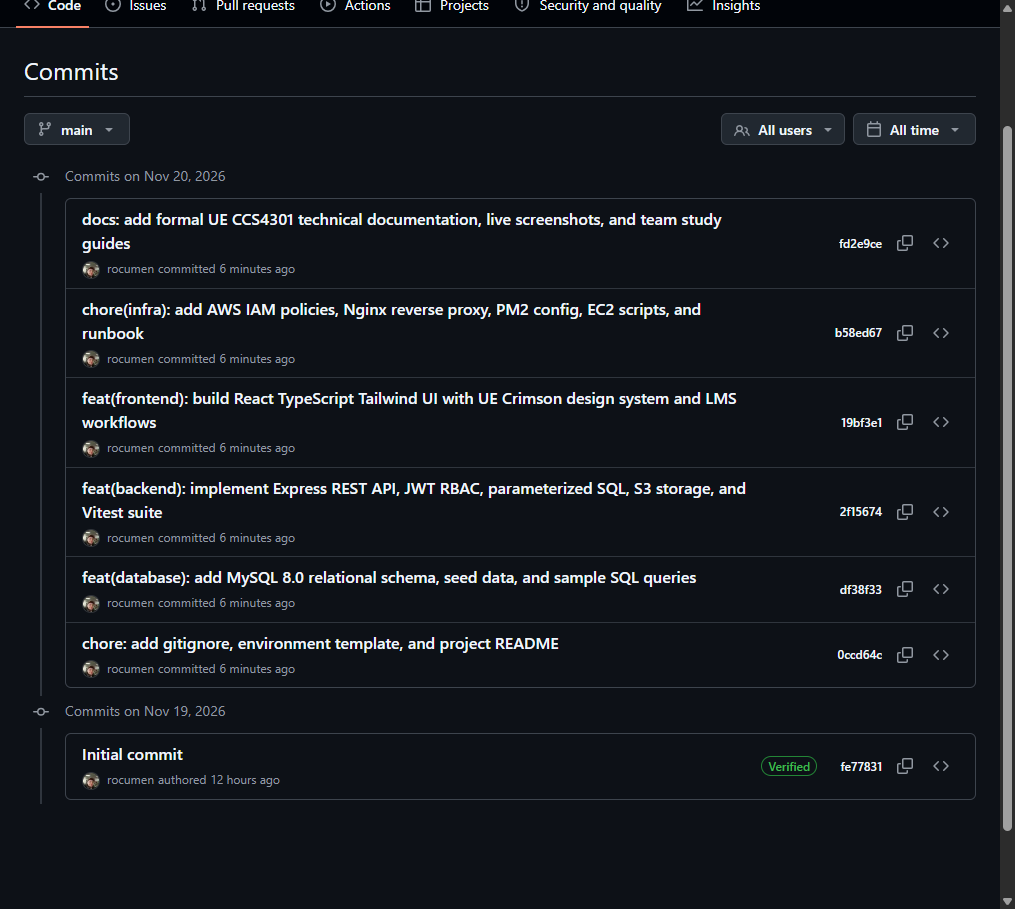 Code Issues Pull requests Actions Projects Security and quality Insights
Commits
main All users All time
Commits on Nov 20, 2026
docs: add formal UE CCS4301 technical documentation, live screenshots, and team study
guides
fd2e9ce
rocumen committed 6 minutes ago
chore(infra): add AWS IAM policies, Nginx reverse proxy, PM2 config, EC2 scripts, and
runbook
b58ed67
rocumen committed 6 minutes ago
feat(frontend): build React TypeScript Tailwind UI with UE Crimson design system and LMS
workflows
19bf3e1
rocumen committed 6 minutes ago
feat(backend): implement Express REST API, JWT RBAC, parameterized SQL, S3 storage, and
Vitest suite
2f15674
rocumen committed 6 minutes ago
feat(database): add MySQL 8.0 relational schema, seed data, and sample SQL queries
df38f33
rocumen committed 6 minutes ago
chore: add gitignore, environment template, and project README
0ccd64c
rocumen committed 6 minutes ago
Commits on Nov 19, 2026
Initial commit
Verified fe77831
rocumen authored 12 hours ago